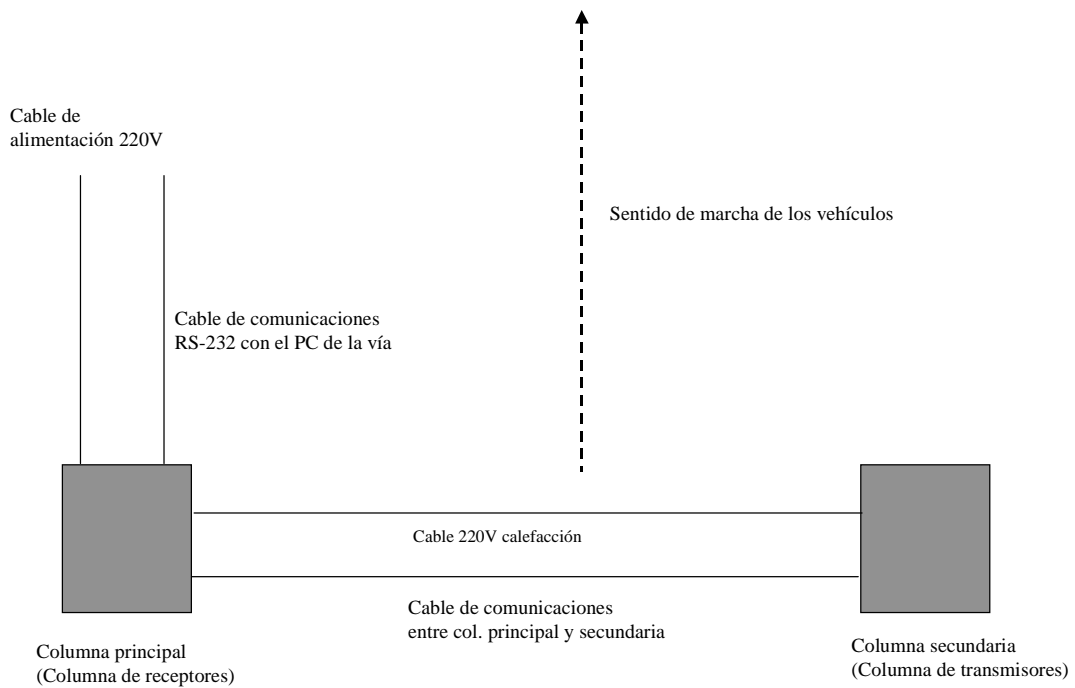 Cable de
alimentación 220V
Sentido de marcha de los vehículos
Cable de comunicaciones
RS-232 con el PC de la vía
Cable 220V calefacción
Cable de comunicaciones
entre col. principal y secundaria
Columna principal
(Columna de receptores)
Columna secundaria
(Columna de transmisores)